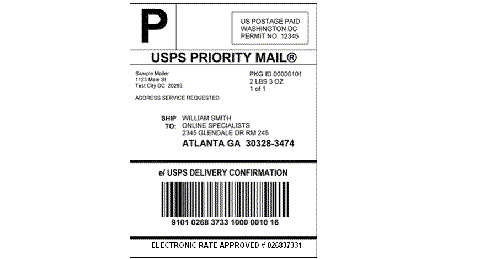 P
US POSTAGE PAID
WASHINGTON DC
PERMIT NO. 12345
USPS PRIORITY MAIL®
Sample Mailer
1123 Main St
Test City DC 20260
ADDRESS SERVICE REQUESTED
PKG ID 00000101
2 LBS 3 OZ
1 of 1
SHIP TO:
WILLIAM SMITH
ONLINE SPECIALISTS
2345 GLENDALE DR RM 245
ATLANTA GA 30328-3474
e/ USPS DELIVERY CONFIRMATION
9101 0268 3733 1000 0010 16
ELECTRONIC RATE APPROVED # 026837331